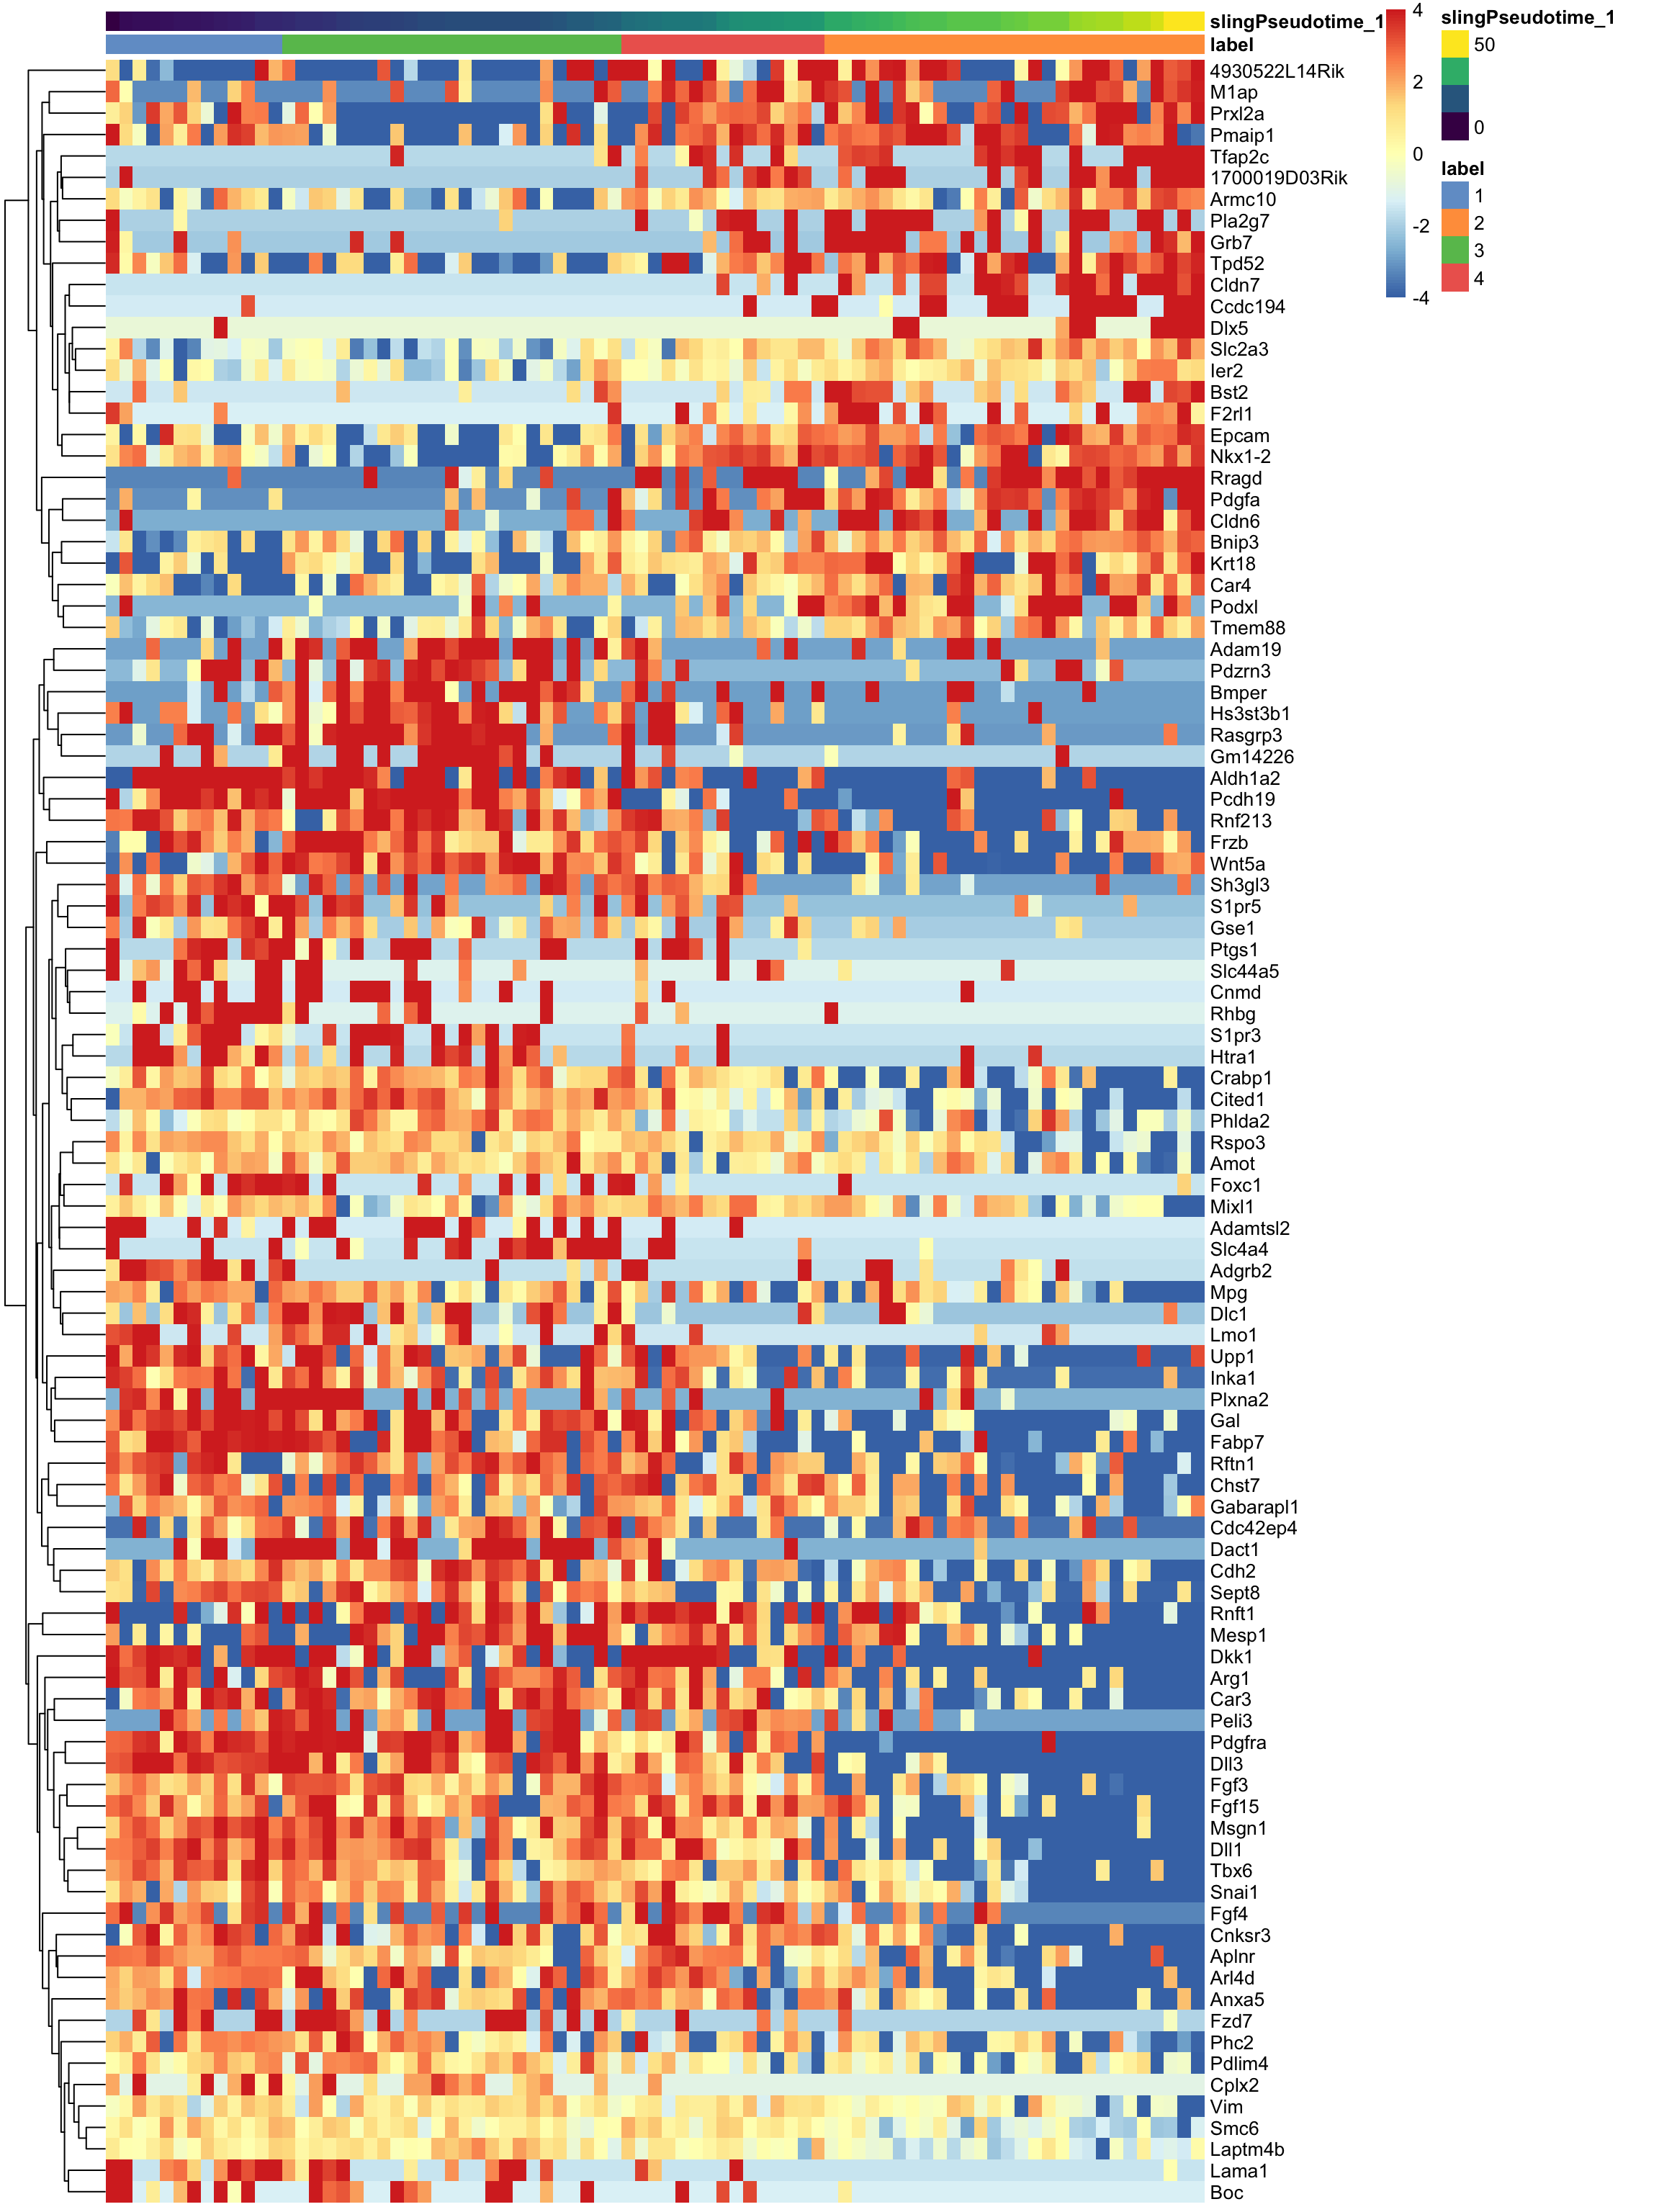 slingPseudotime_1
label
4930522L14Rik
M1ap
Prxl2a
Pmaip1
Tfap2c
1700019D03Rik
Armc10
Pla2g7
Grb7
Tpd52
Cldn7
Ccdc194
Dlx5
Slc2a3
Ier2
Bst2
F2rl1
Epcam
Nkx1-2
Rragd
Pdgfa
Cldn6
Bnip3
Krt18
Car4
Podxl
Tmem88
Adam19
Pdzrn3
Bmper
Hs3st3b1
Rasgrp3
Gm14226
Aldh1a2
Pcdh19
Rnf213
Frzb
Wnt5a
Sh3gl3
S1pr5
Gse1
Ptgs1
Slc44a5
Cnmd
Rhbg
S1pr3
Htra1
Crabp1
Cited1
Phlda2
Rspo3
Amot
Foxc1
Mixl1
Adamtsl2
Slc4a4
Adgrb2
Mpg
Dlc1
Lmo1
Upp1
Inka1
Plxna2
Gal
Fabp7
Rftn1
Chst7
Gabarapl1
Cdc42ep4
Dact1
Cdh2
Sept8
Rnft1
Mesp1
Dkk1
Arg1
Car3
Peli3
Pdgfra
Dll3
Fgf3
Fgf15
Msgn1
Dll1
Tbx6
Snai1
Fgf4
Cnksr3
Aplnr
Arl4d
Anxa5
Fzd7
Phc2
Pdlim4
Cplx2
Vim
Smc6
Laptm4b
Lama1
Boc
4
2
0
-2
-4
slingPseudotime_1
50
0
label
1
2
3
4